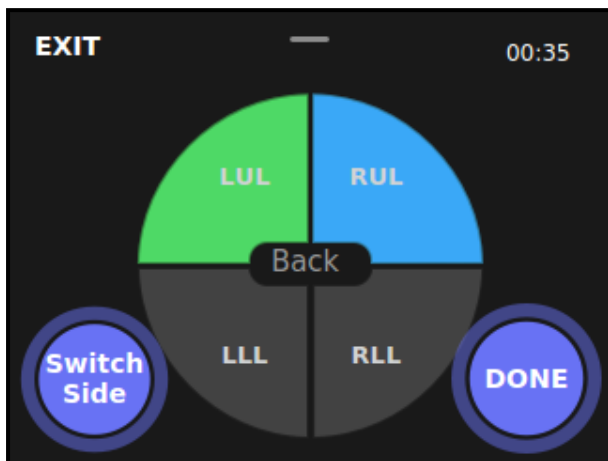 EXIT
00:35
LUL
RUL
Back
LLL
RLL
Switch
Side
DONE